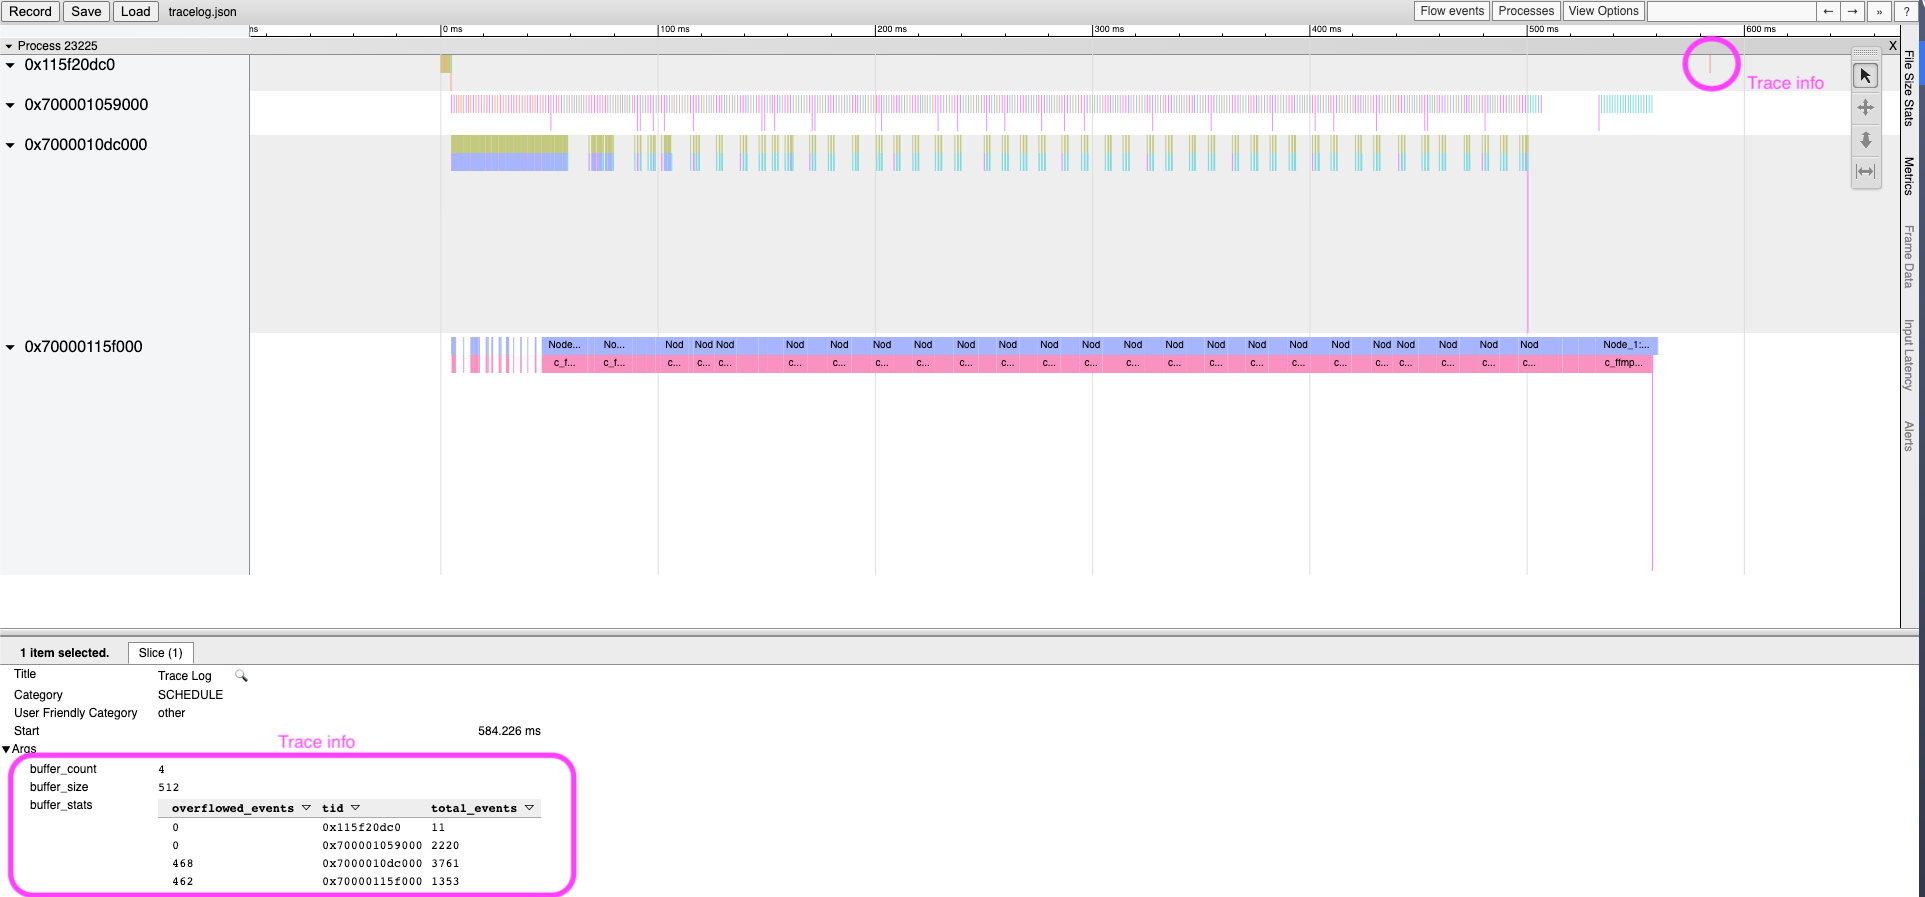 Record Save Load tracelog.json Flow events Processes View Options ← → » ?
ns 0 ms 100 ms 200 ms 300 ms 400 ms 500 ms 600 ms
Process 23225 X
0x115f20dc0
Trace info
0x700001059000
0x7000010dc000
0x70000115f000
Node... No... Nod Nod Nod Nod Nod Nod Nod Nod Nod Nod Nod Nod Nod Nod Nod Nod Nod Nod Nod Nod Nod Nod Node_1:...
c_f... c_f... c... c... c... c... c... c... c... c... c... c... c... c... c... c... c... c... c... c... c... c... c... c... c_ffmp...
File Size Stats
Metrics
Frame Data
Input Latency
Alerts
1 item selected. Slice (1)
Title Trace Log
Category SCHEDULE
User Friendly Category other
Start 584.226 ms
Args
Trace info
buffer_count 4
buffer_size 512
buffer_stats
overflowed_events tid total_events
0 0x115f20dc0 11
0 0x700001059000 2220
468 0x7000010dc000 3761
462 0x70000115f000 1353